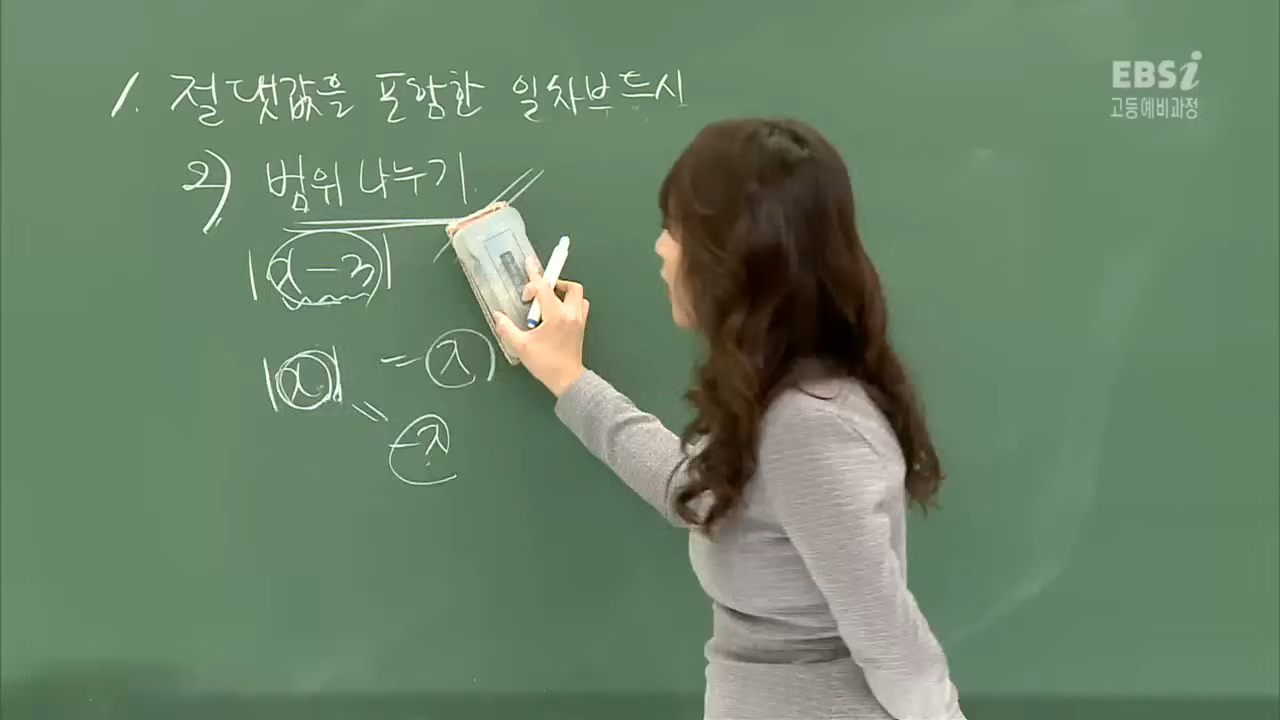 1. 절댓값을 포함한 일차부등식
2) 범위 나누기.
|x-3|
|x| = x
= -x
EBSi
고등예비과정